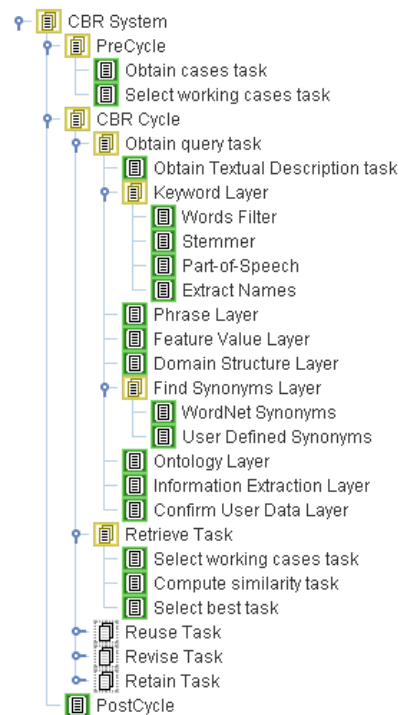 CBR System
PreCycle
Obtain cases task
Select working cases task
CBR Cycle
Obtain query task
Obtain Textual Description task
Keyword Layer
Words Filter
Stemmer
Part-of-Speech
Extract Names
Phrase Layer
Feature Value Layer
Domain Structure Layer
Find Synonyms Layer
WordNet Synonyms
User Defined Synonyms
Ontology Layer
Information Extraction Layer
Confirm User Data Layer
Retrieve Task
Select working cases task
Compute similarity task
Select best task
Reuse Task
Revise Task
Retain Task
PostCycle